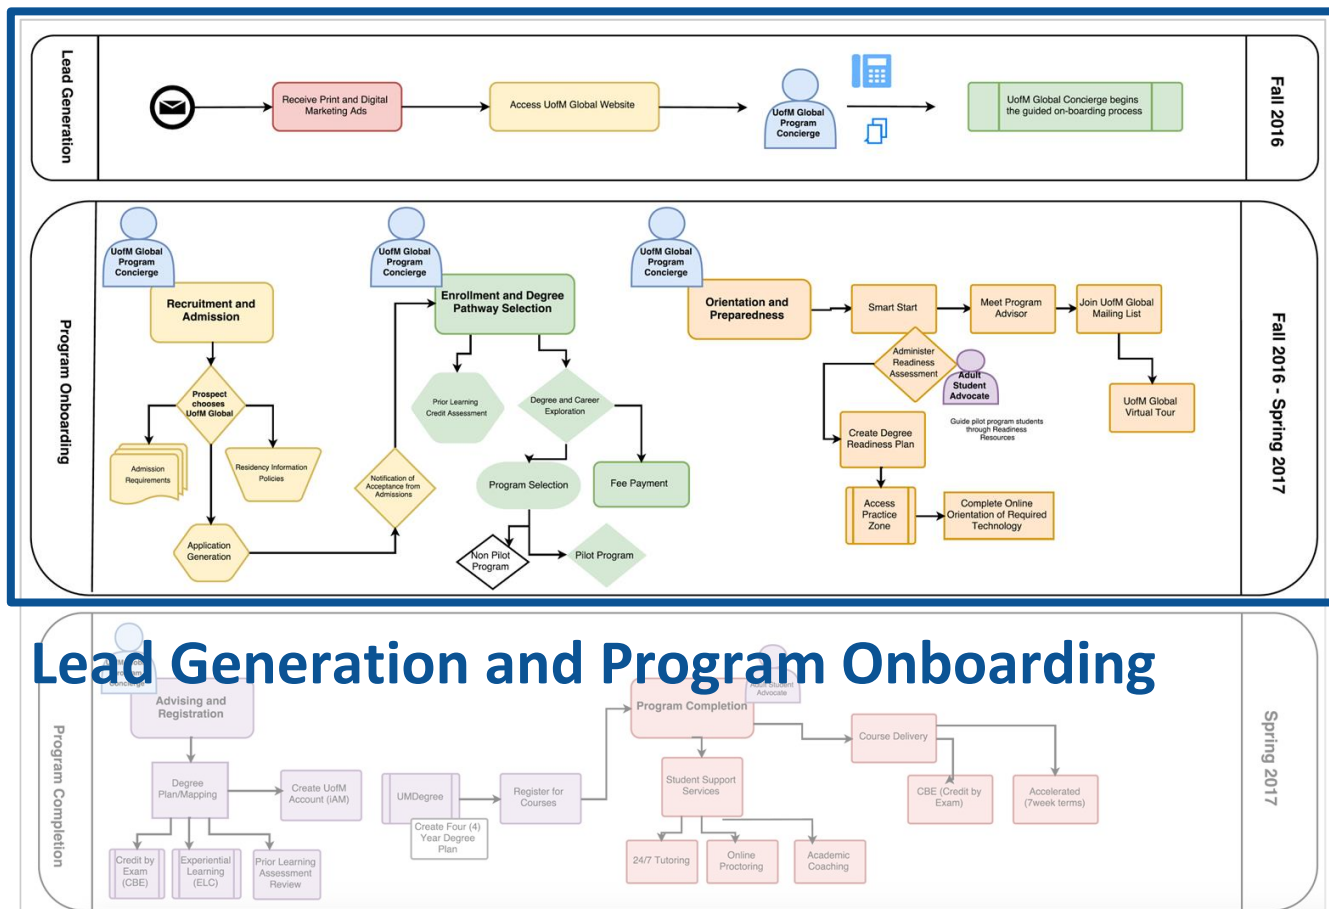 Lead Generation
Receive Print and Digital
Marketing Ads
Access UofM Global Website
UofM Global
Program
Concierge
UofM Global Concierge begins
the guided on-boarding process
Fall 2016
Program Onboarding
UofM Global
Program
Concierge
Recruitment and
Admission
Prospect
chooses
UofM Global
Admission
Requirements
Residency Information
Policies
Application
Generation
Notification of
Acceptance from
Admissions
UofM Global
Program
Concierge
Enrollment and Degree
Pathway Selection
Prior Learning
Credit Assessment
Degree and Career
Exploration
Program Selection
Fee Payment
Non Pilot
Program
Pilot Program
UofM Global
Program
Concierge
Orientation and
Preparedness
Smart Start
Meet Program
Advisor
Join UofM Global
Mailing List
Administer
Readiness
Assessment
Adult
Student
Advocate
Guide pilot program students
through Readiness
Resources
UofM Global
Virtual Tour
Create Degree
Readiness Plan
Access
Practice
Zone
Complete Online
Orientation of Required
Technology
Fall 2016 - Spring 2017
Lead Generation and Program Onboarding
Program Completion
Concierge
Advising and
Registration
Degree
Plan/Mapping
Create UofM
Account (iAM)
Credit by
Exam
(CBE)
Experiential
Learning
(ELC)
Prior Learning
Assessment
Review
UMDegree
Create Four (4)
Year Degree
Plan
Register for
Courses
Adult Student
Advocate
Program Completion
Student Support
Services
24/7 Tutoring
Online
Proctoring
Academic
Coaching
Course Delivery
CBE (Credit by
Exam)
Accelerated
(7week terms)
Spring 2017